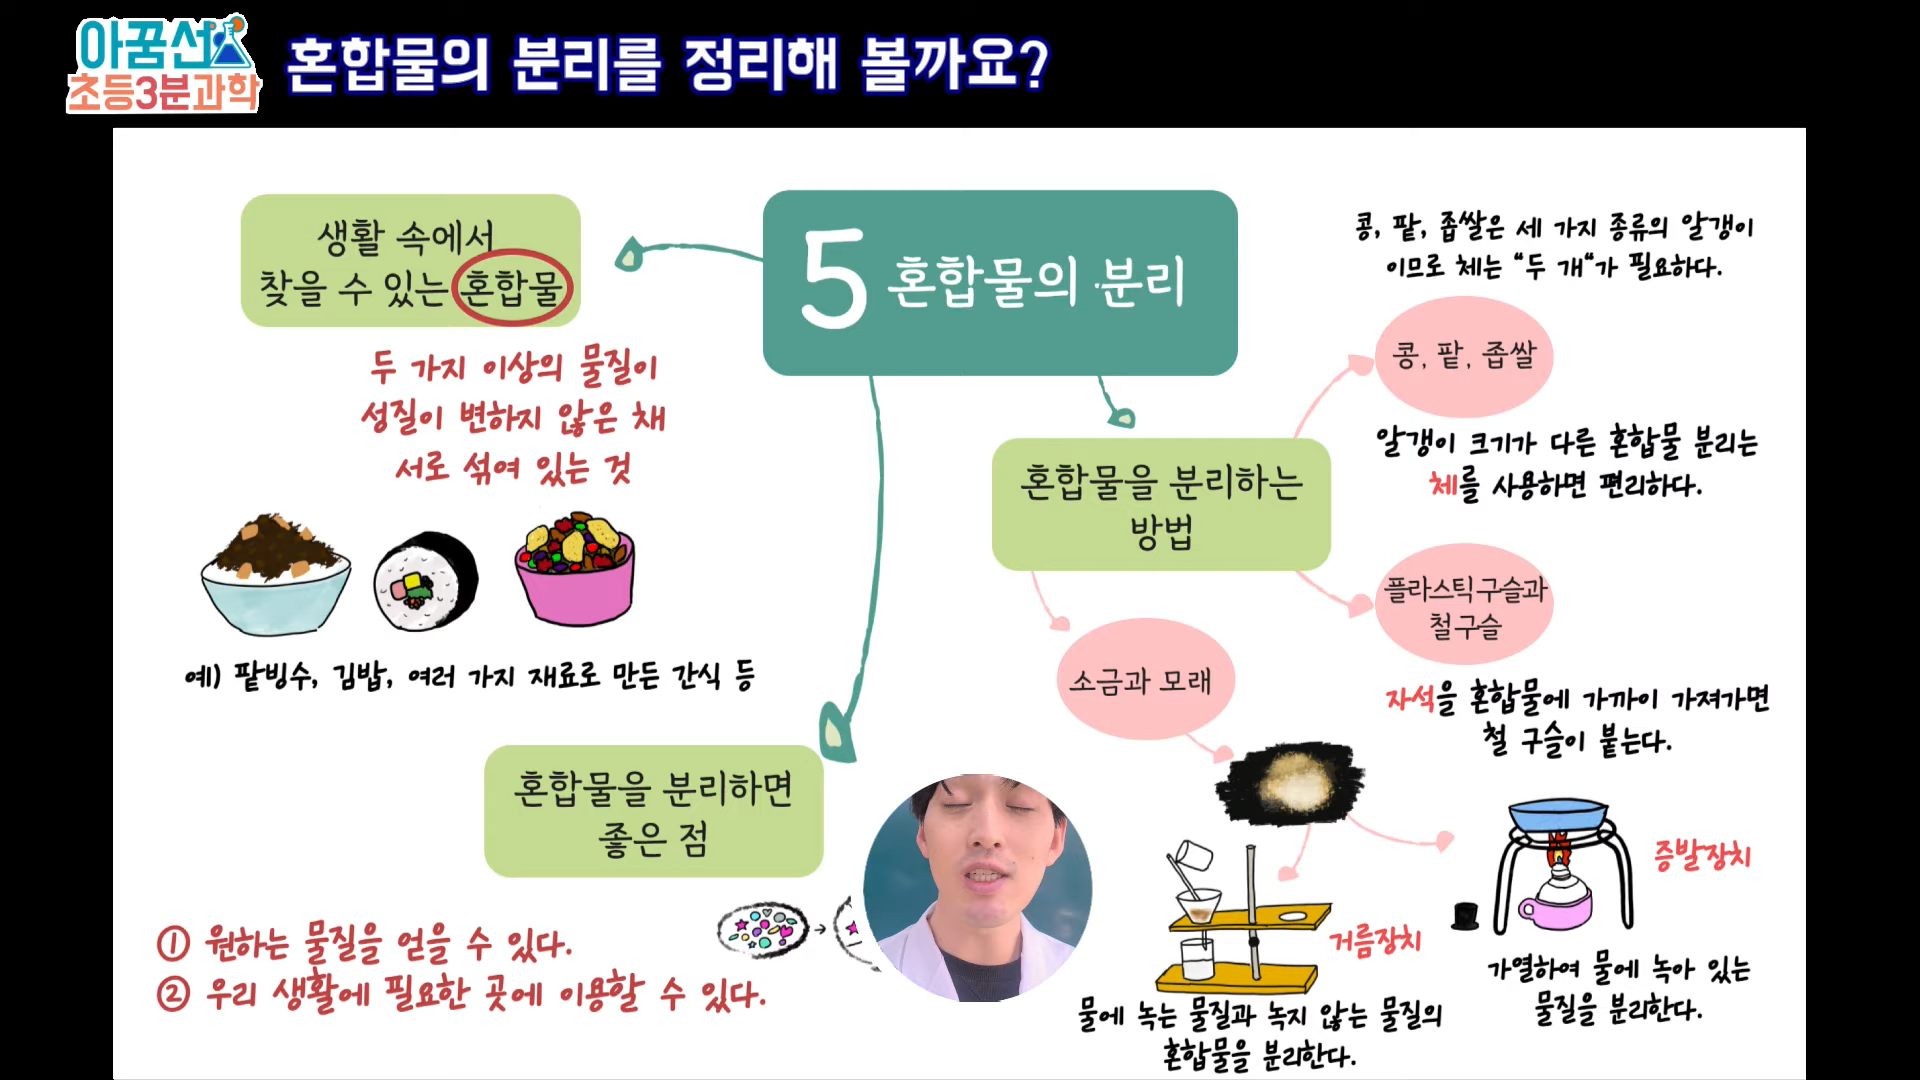 아꿈선
초등3분과학
혼합물의 분리를 정리해 볼까요?
5 혼합물의 분리
생활 속에서
찾을 수 있는 혼합물
두 가지 이상의 물질이
성질이 변하지 않은 채
서로 섞여 있는 것
예) 팥빙수, 김밥, 여러 가지 재료로 만든 간식 등
혼합물을 분리하면
좋은 점
① 원하는 물질을 얻을 수 있다.
② 우리 생활에 필요한 곳에 이용할 수 있다.
혼합물을 분리하는
방법
콩, 팥, 좁쌀은 세 가지 종류의 알갱이
이므로 체는 “두 개“가 필요하다.
콩, 팥, 좁쌀
알갱이 크기가 다른 혼합물 분리는
체를 사용하면 편리하다.
플라스틱구슬과
철구슬
자석을 혼합물에 가까이 가져가면
철 구슬이 붙는다.
소금과 모래
거름장치
물에 녹는 물질과 녹지 않는 물질의
혼합물을 분리한다.
증발장치
가열하여 물에 녹아 있는
물질을 분리한다.